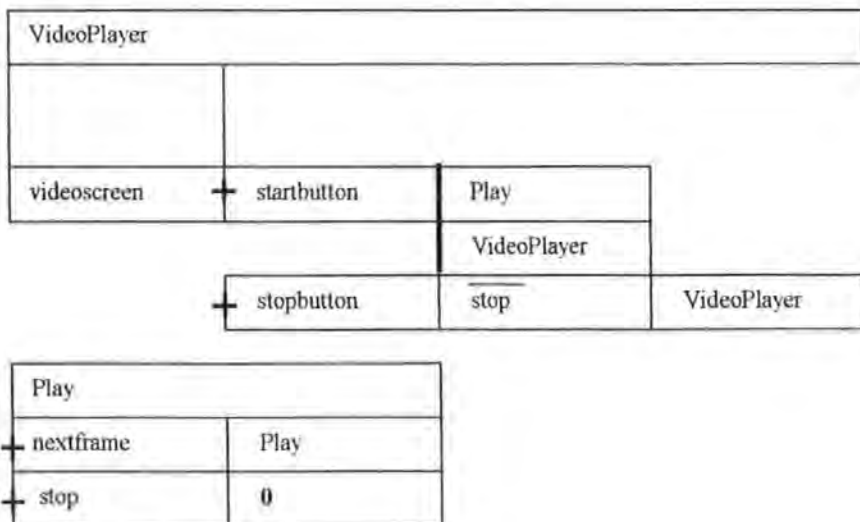 VideoPlayer
videoscreen + startbutton Play
VideoPlayer
+ stopbutton stop VideoPlayer
Play
+ nextframe Play
+ stop 0